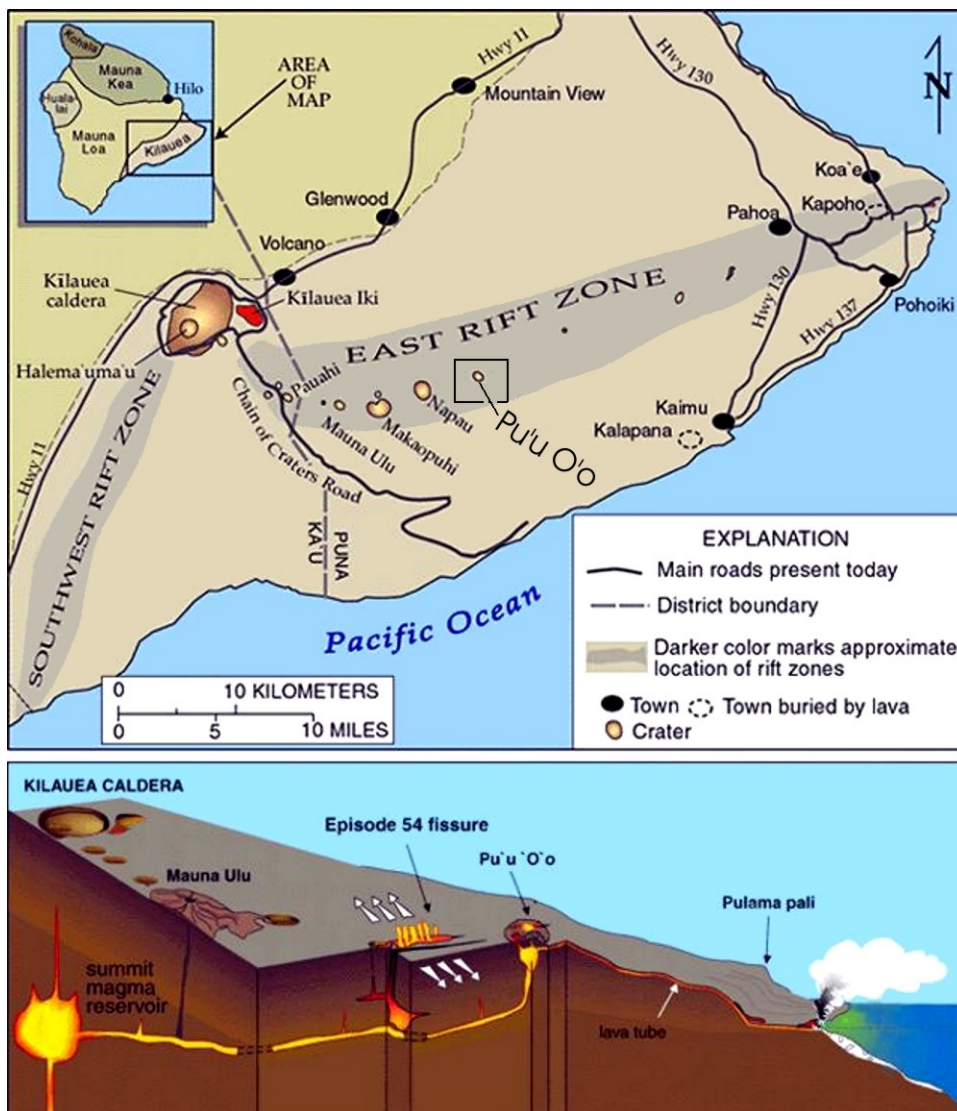 Kohala
Mauna
Kea
Hilo
Huala-
lai
Mauna
Loa
Kilauea
AREA
OF
MAP
Hwy 11
Mountain View
Hwy 130
N
Glenwood
Koa`e
Kapoho
Pahoa
Volcano
Kīlauea
caldera
Kīlauea Iki
EAST RIFT ZONE
Hwy 130
Hwy 137
Pohoiki
Halema'uma'u
Pauahi
Napau
Mauna Ulu
Makaopuhi
Pu'u O'o
Kaimu
Kalapana
Chain of Craters Road
Hwy 11
SOUTHWEST RIFT ZONE
PUNA
KA'U
Pacific Ocean
0 10 KILOMETERS
0 5 10 MILES
EXPLANATION
Main roads present today
District boundary
Darker color marks approximate
location of rift zones
Town
Town buried by lava
Crater
KILAUEA CALDERA
Episode 54 fissure
Pu`u `O`o
Mauna Ulu
Pulama pali
summit
magma
reservoir
lava tube